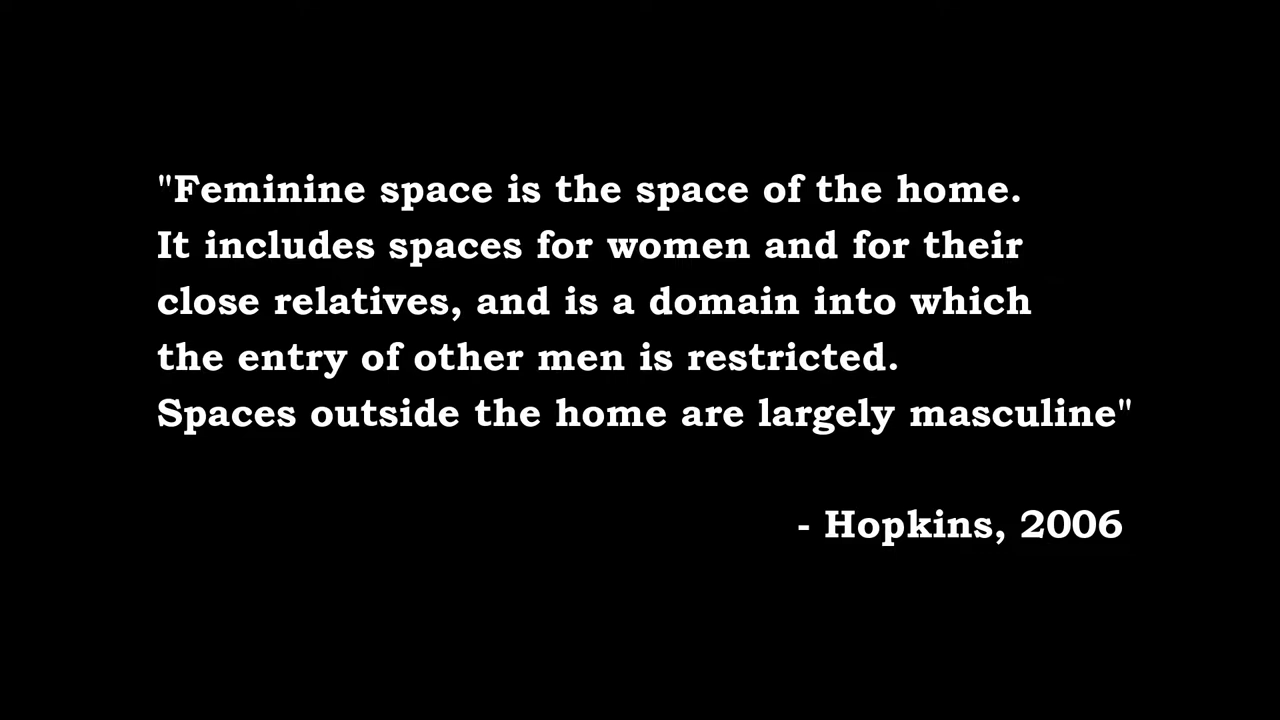 "Feminine space is the space of the home.
It includes spaces for women and for their
close relatives, and is a domain into which
the entry of other men is restricted.
Spaces outside the home are largely masculine"
- Hopkins, 2006